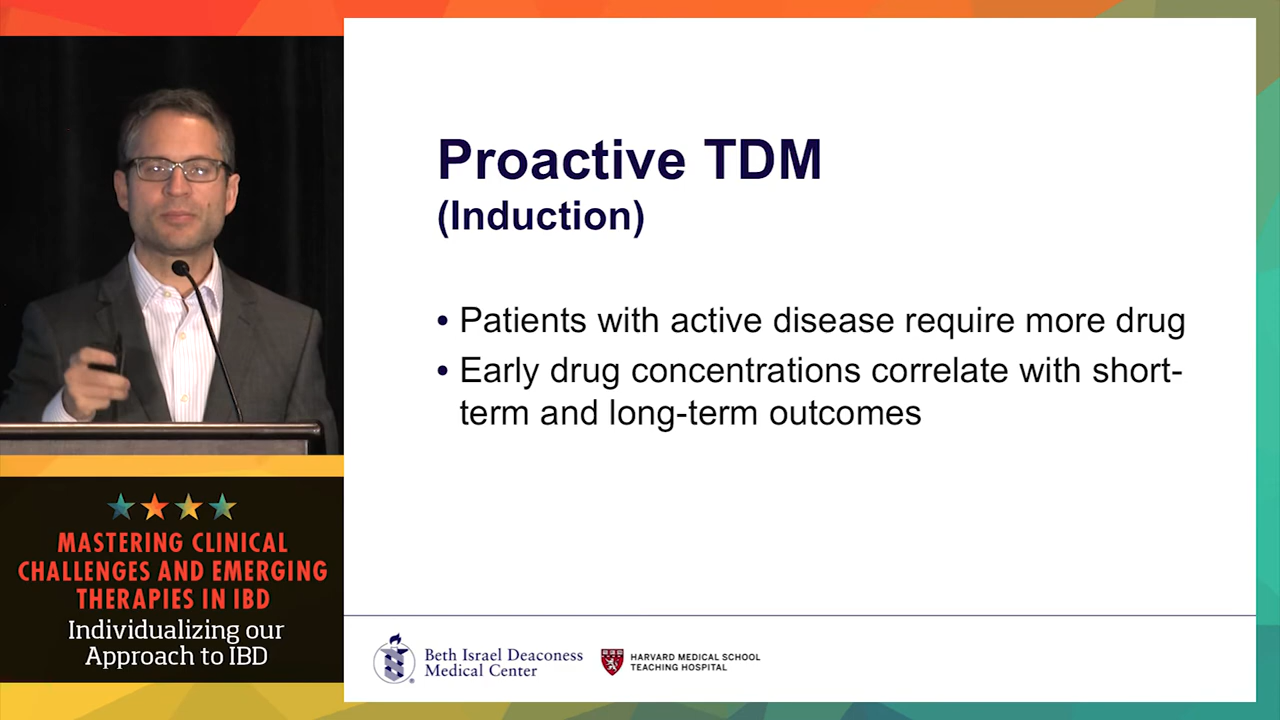 Proactive TDM
(Induction)
• Patients with active disease require more drug
• Early drug concentrations correlate with short-
term and long-term outcomes
MASTERING CLINICAL
CHALLENGES AND EMERGING
THERAPIES IN IBD
Individualizing our
Approach to IBD
Beth Israel Deaconess
Medical Center
HARVARD MEDICAL SCHOOL
TEACHING HOSPITAL